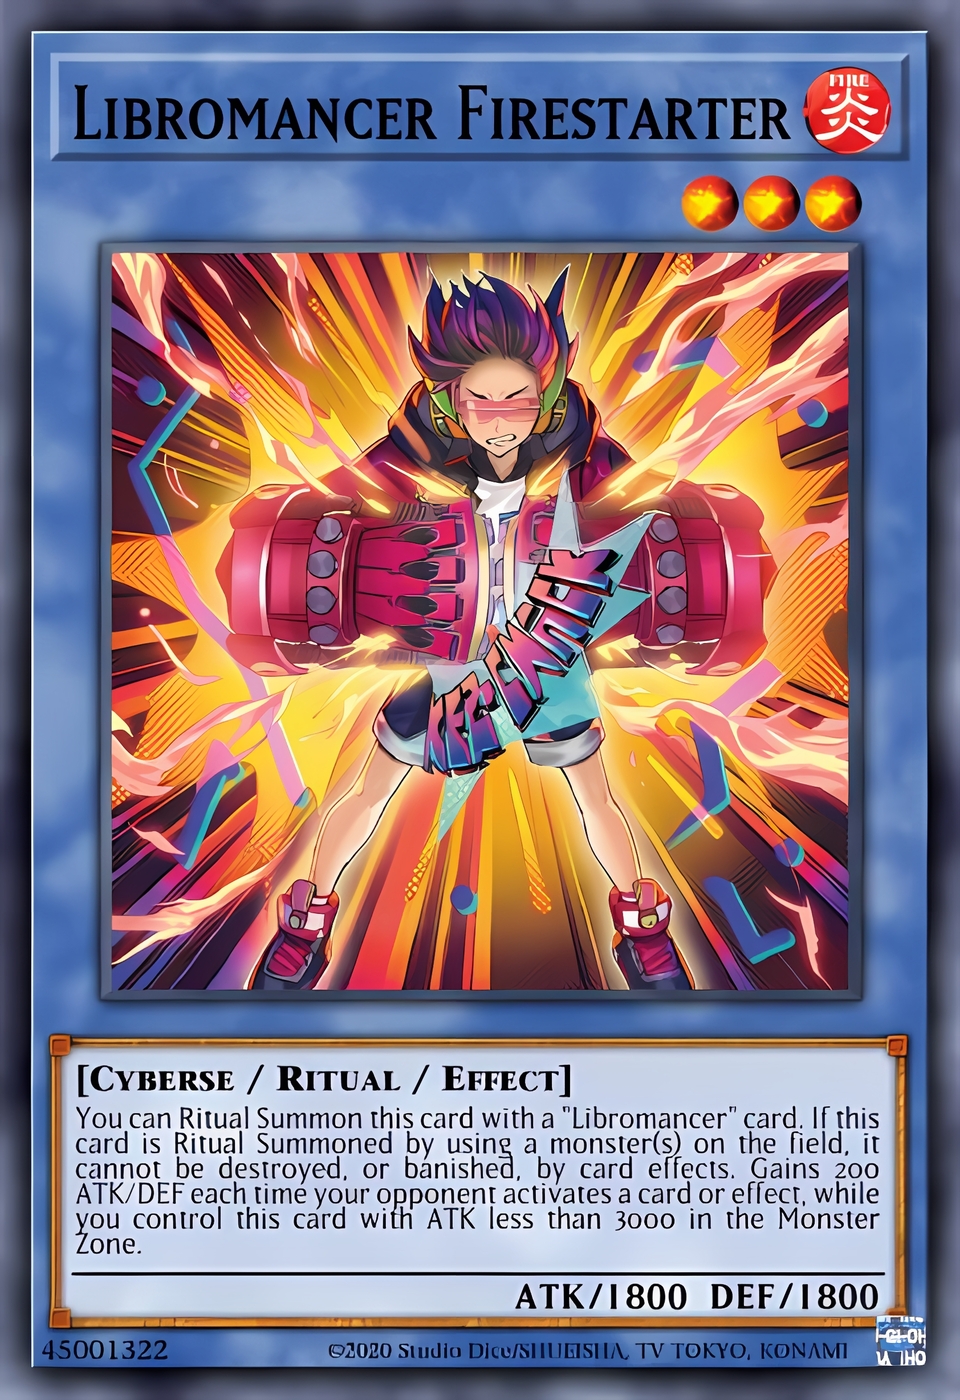 LIBROMANCER FIRESTARTER
炎
[CYBERSE / RITUAL / EFFECT]
You can Ritual Summon this card with a "Libromancer" card. If this
card is Ritual Summoned by using a monster(s) on the field, it
cannot be destroyed, or banished, by card effects. Gains 200
ATK/DEF each time your opponent activates a card or effect, while
you control this card with ATK less than 3000 in the Monster
Zone.
ATK/1800 DEF/1800
45001322
©2020 Studio Dice/SHUEISHA, TV TOKYO, KONAMI